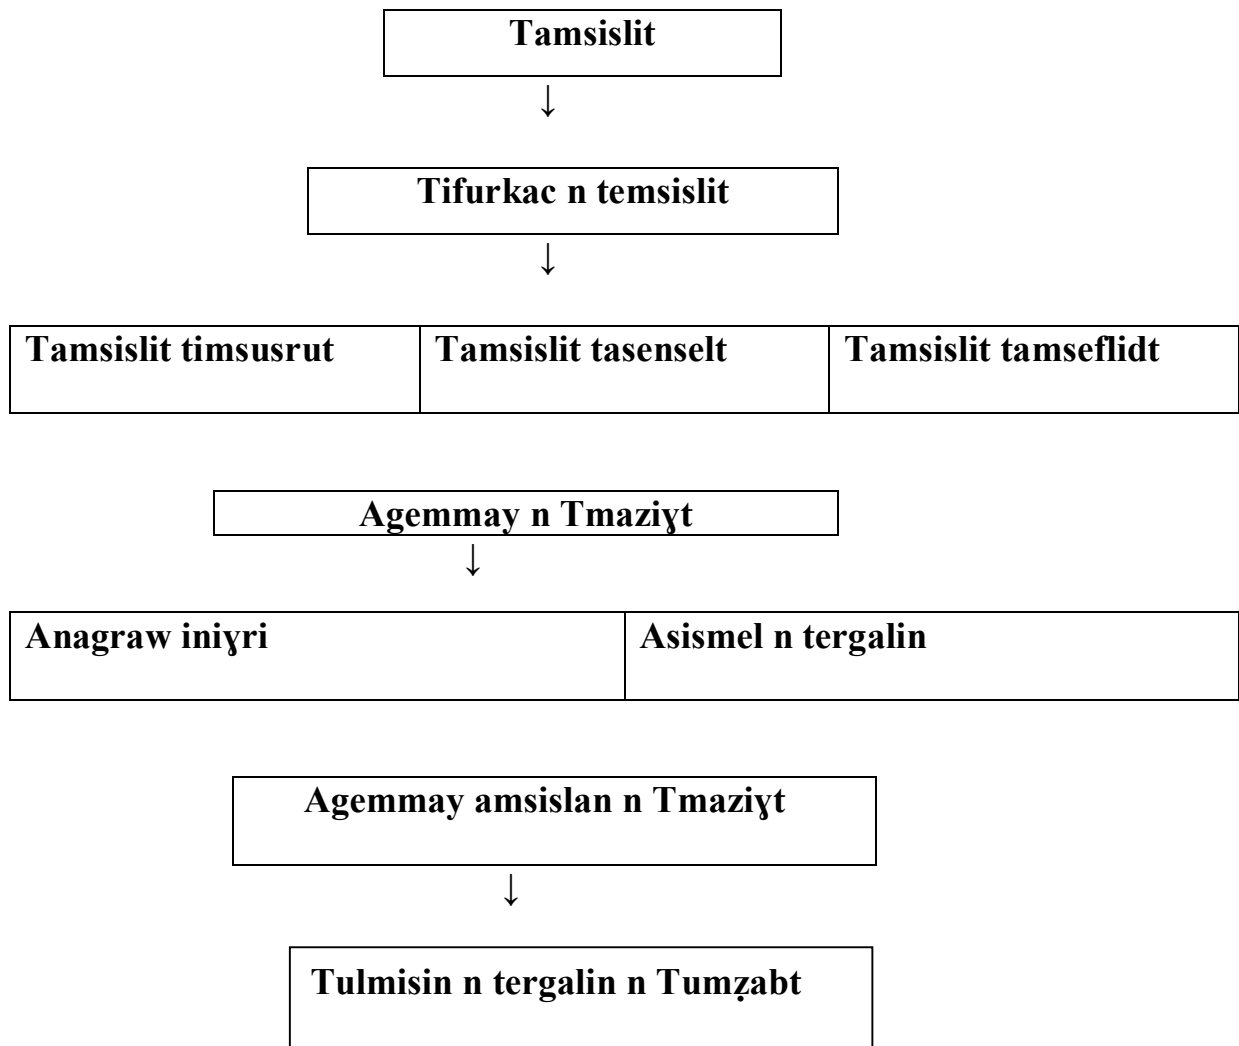 Tamsislit
↓
Tifurkac n temsislit
↓
Tamsislit timsusrut
Tamsislit tasenselt
Tamsislit tamseflidt
Agemmay n Tmaziɣt
↓
Anagraw iniɣri
Asismel n tergalin
Agemmay amsislan n Tmaziɣt
↓
Tulmisin n tergalin n Tumẓabt